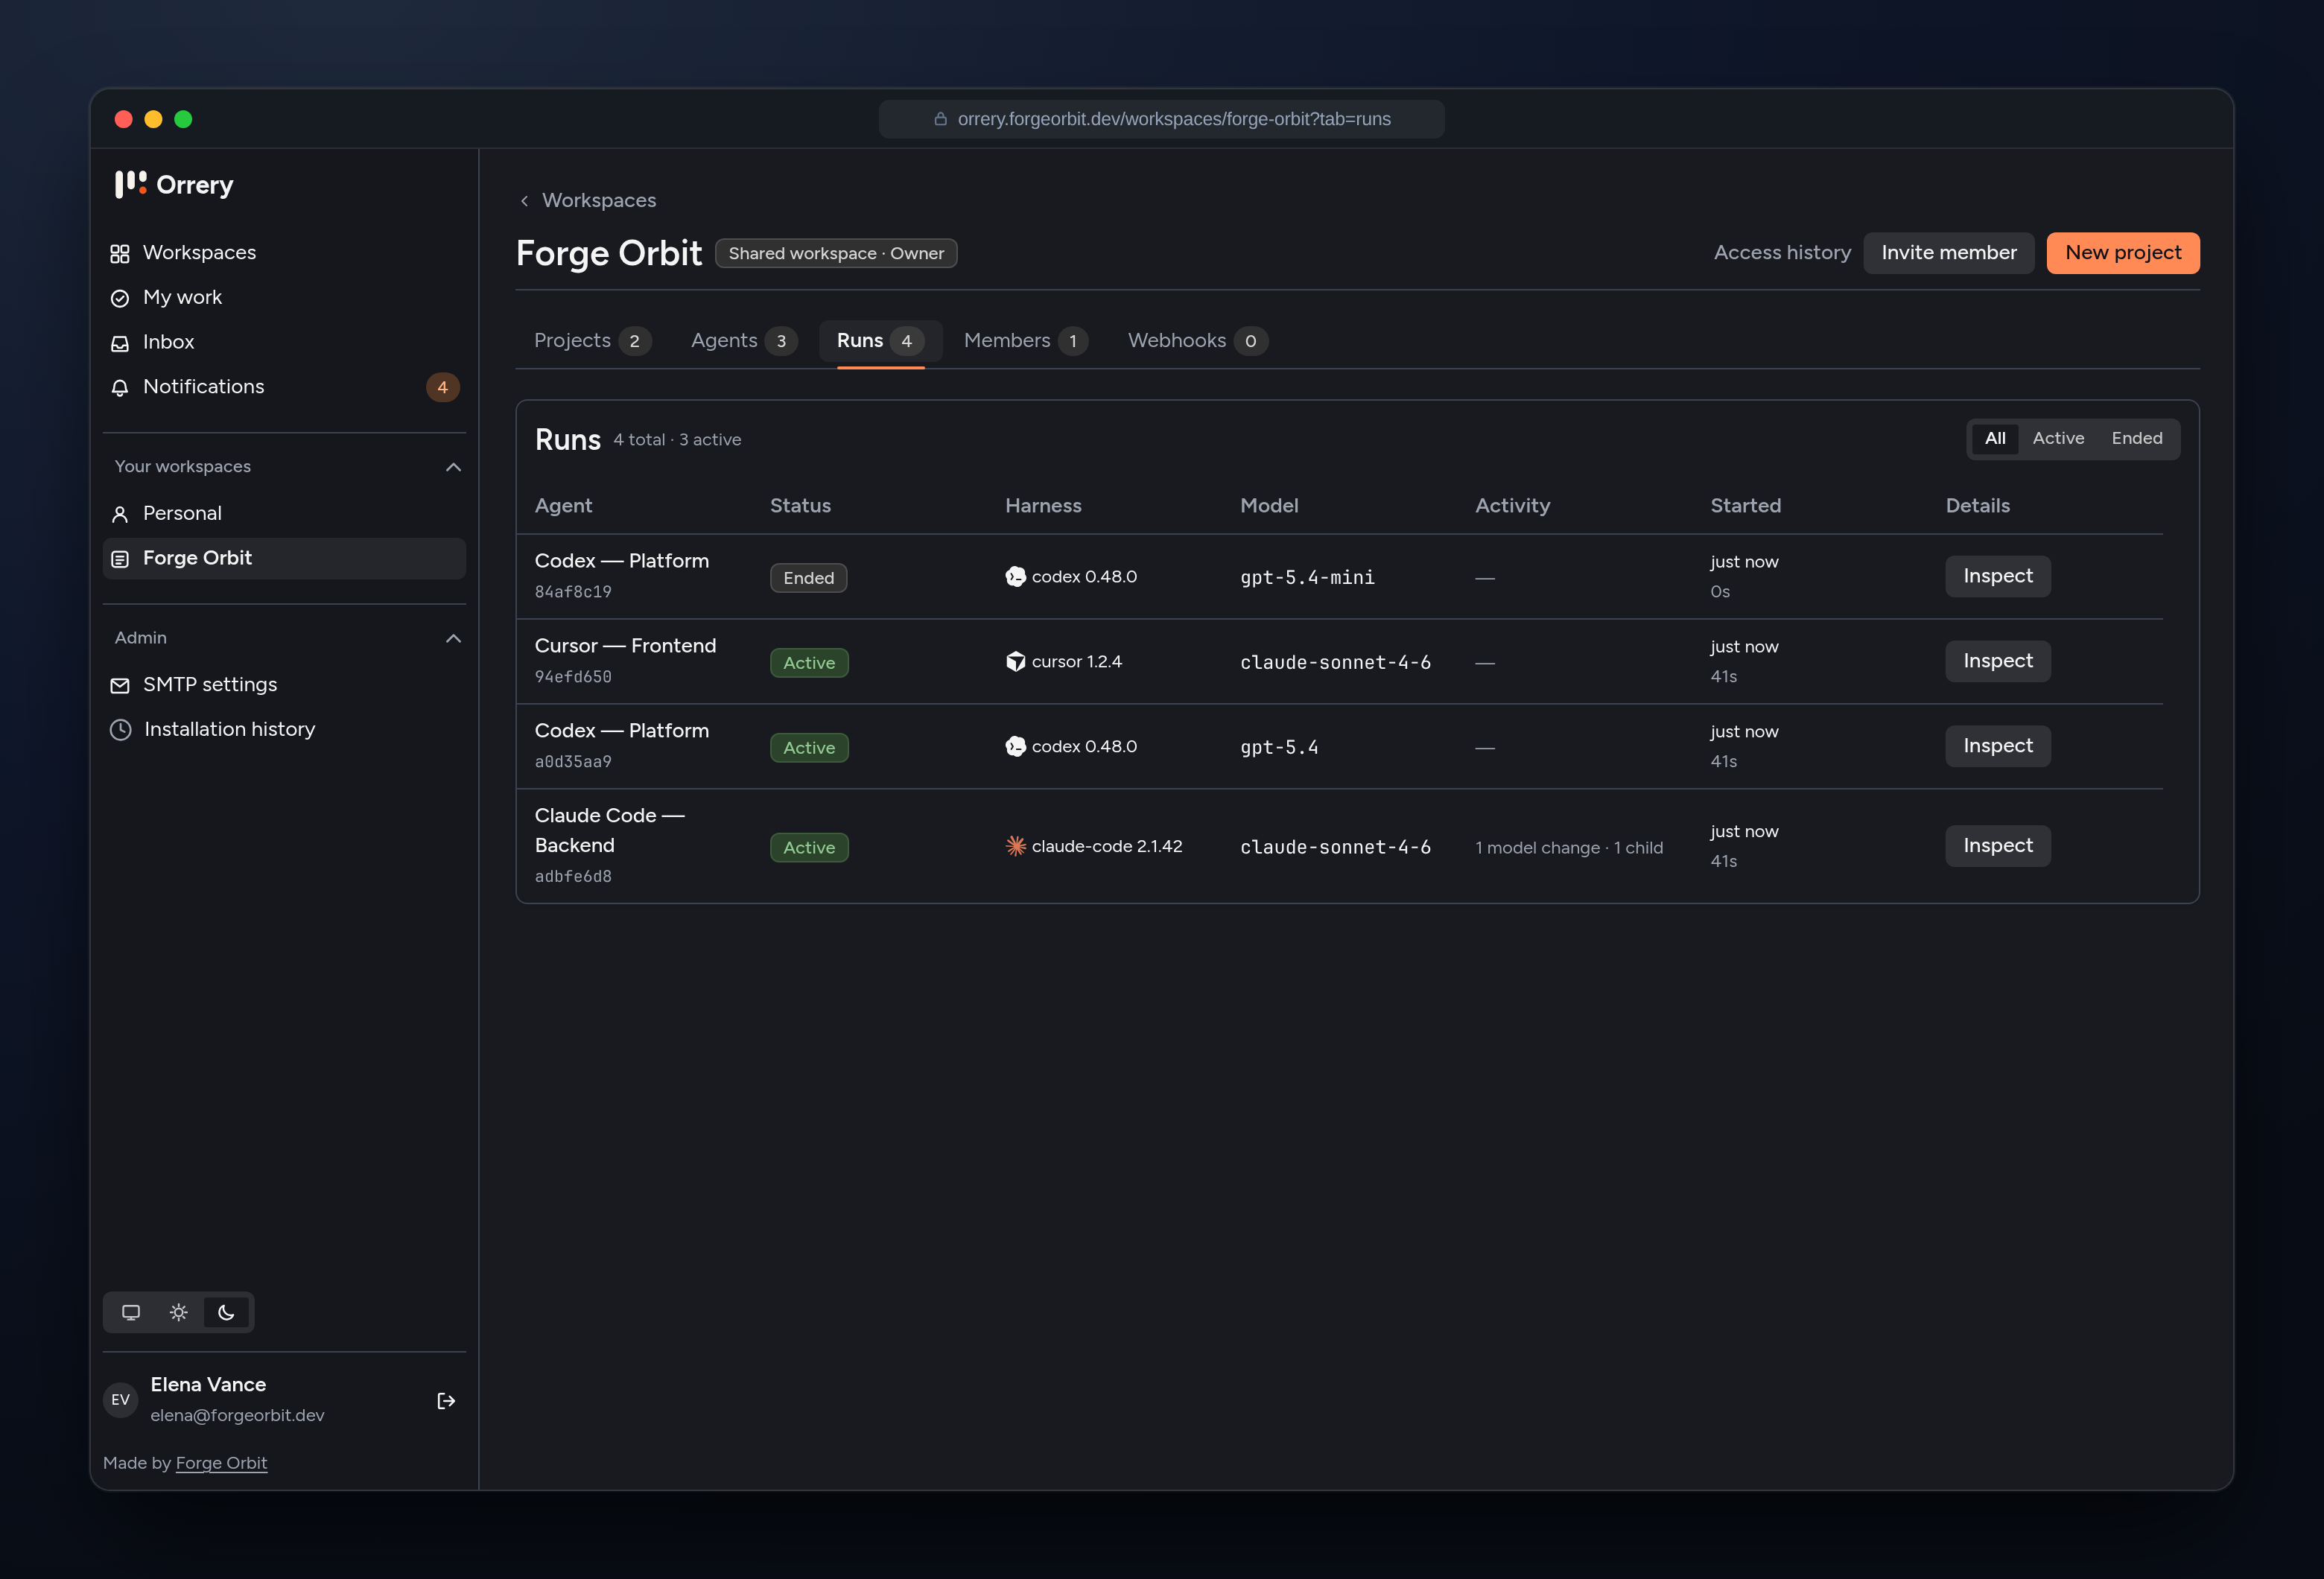 orrery.forgeorbit.dev/workspaces/forge-orbit?tab=runs
Orrery
Workspaces
My work
Inbox
Notifications 4
Your workspaces
Personal
Forge Orbit
Admin
SMTP settings
Installation history
EV
Elena Vance
elena@forgeorbit.dev
Made by Forge Orbit
Workspaces
Forge Orbit Shared workspace · Owner Access history Invite member New project
Projects 2 Agents 3 Runs 4 Members 1 Webhooks 0
Runs 4 total · 3 active All Active Ended
Agent Status Harness Model Activity Started Details
Codex — Platform
84af8c19
Ended codex 0.48.0 gpt-5.4-mini —
just now
0s
Inspect
Cursor — Frontend
94efd650
Active cursor 1.2.4 claude-sonnet-4-6 —
just now
41s
Inspect
Codex — Platform
a0d35aa9
Active codex 0.48.0 gpt-5.4 —
just now
41s
Inspect
Claude Code —
Backend
adbfe6d8
Active claude-code 2.1.42 claude-sonnet-4-6 1 model change · 1 child
just now
41s
Inspect